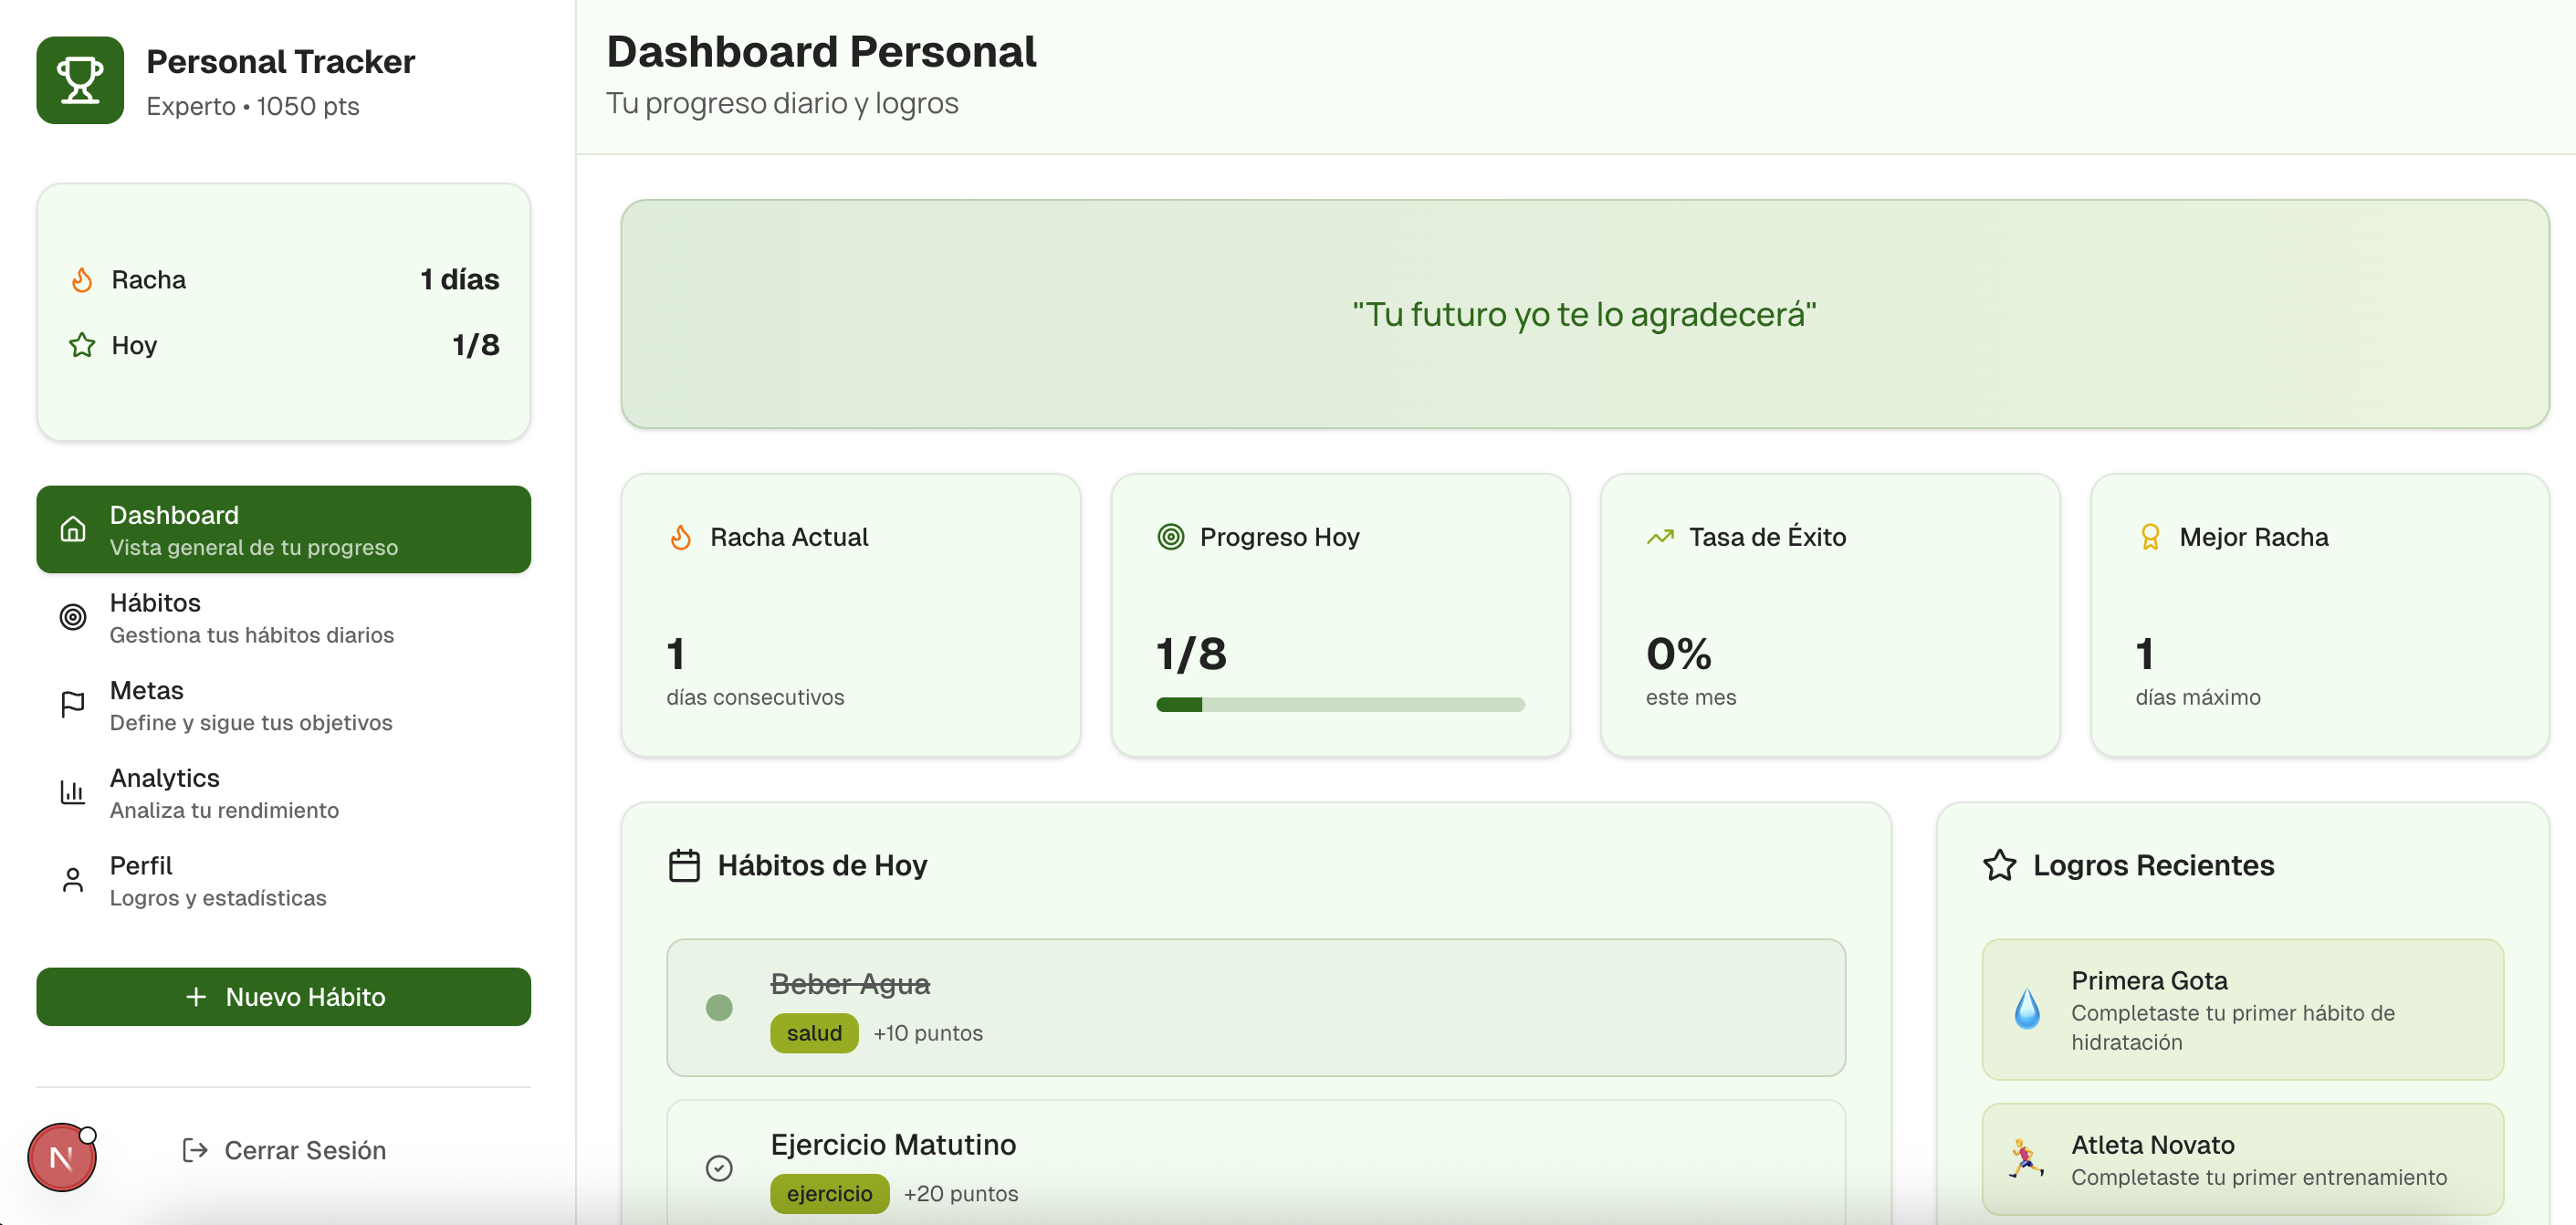 Personal Tracker
Experto • 1050 pts
Racha 1 días
Hoy 1/8
Dashboard
Vista general de tu progreso
Hábitos
Gestiona tus hábitos diarios
Metas
Define y sigue tus objetivos
Analytics
Analiza tu rendimiento
Perfil
Logros y estadísticas
+ Nuevo Hábito
N
Cerrar Sesión
Dashboard Personal
Tu progreso diario y logros
"Tu futuro yo te lo agradecerá"
Racha Actual
1
días consecutivos
Progreso Hoy
1/8
Tasa de Éxito
0%
este mes
Mejor Racha
1
días máximo
Hábitos de Hoy
Beber Agua
salud +10 puntos
Ejercicio Matutino
ejercicio +20 puntos
Logros Recientes
Primera Gota
Completaste tu primer hábito de
hidratación
Atleta Novato
Completaste tu primer entrenamiento